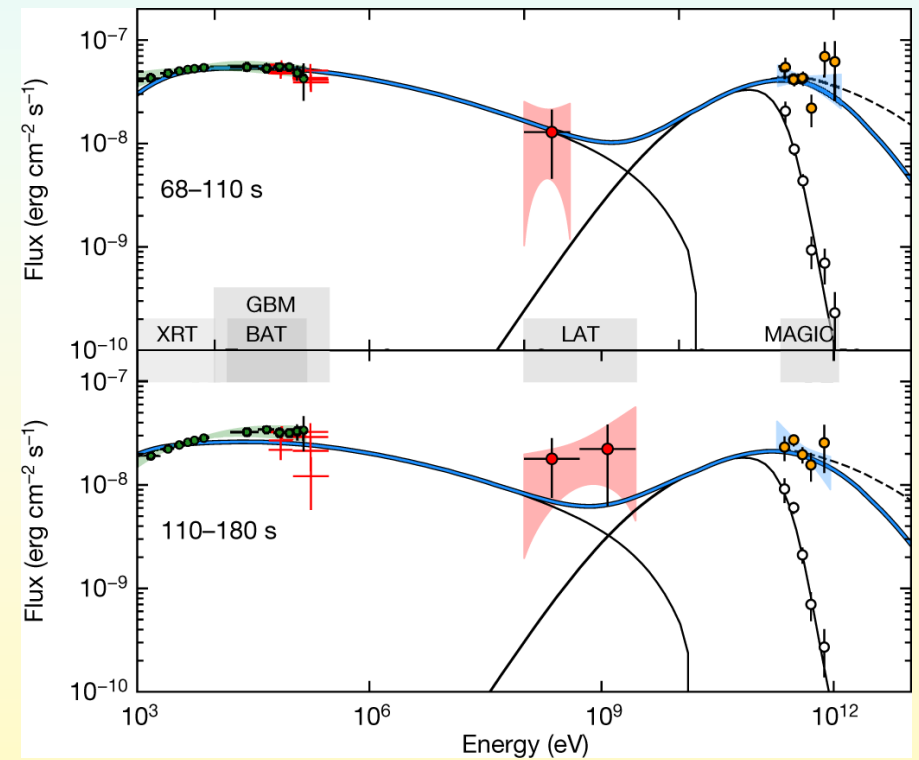 10⁻⁷
10⁻⁸
10⁻⁹
10⁻¹⁰
Flux (erg cm⁻² s⁻¹)
68–110 s
GBM
XRT BAT LAT MAGIC
10⁻⁷
10⁻⁸
10⁻⁹
10⁻¹⁰
Flux (erg cm⁻² s⁻¹)
110–180 s
10³ 10⁶ 10⁹ 10¹²
Energy (eV)